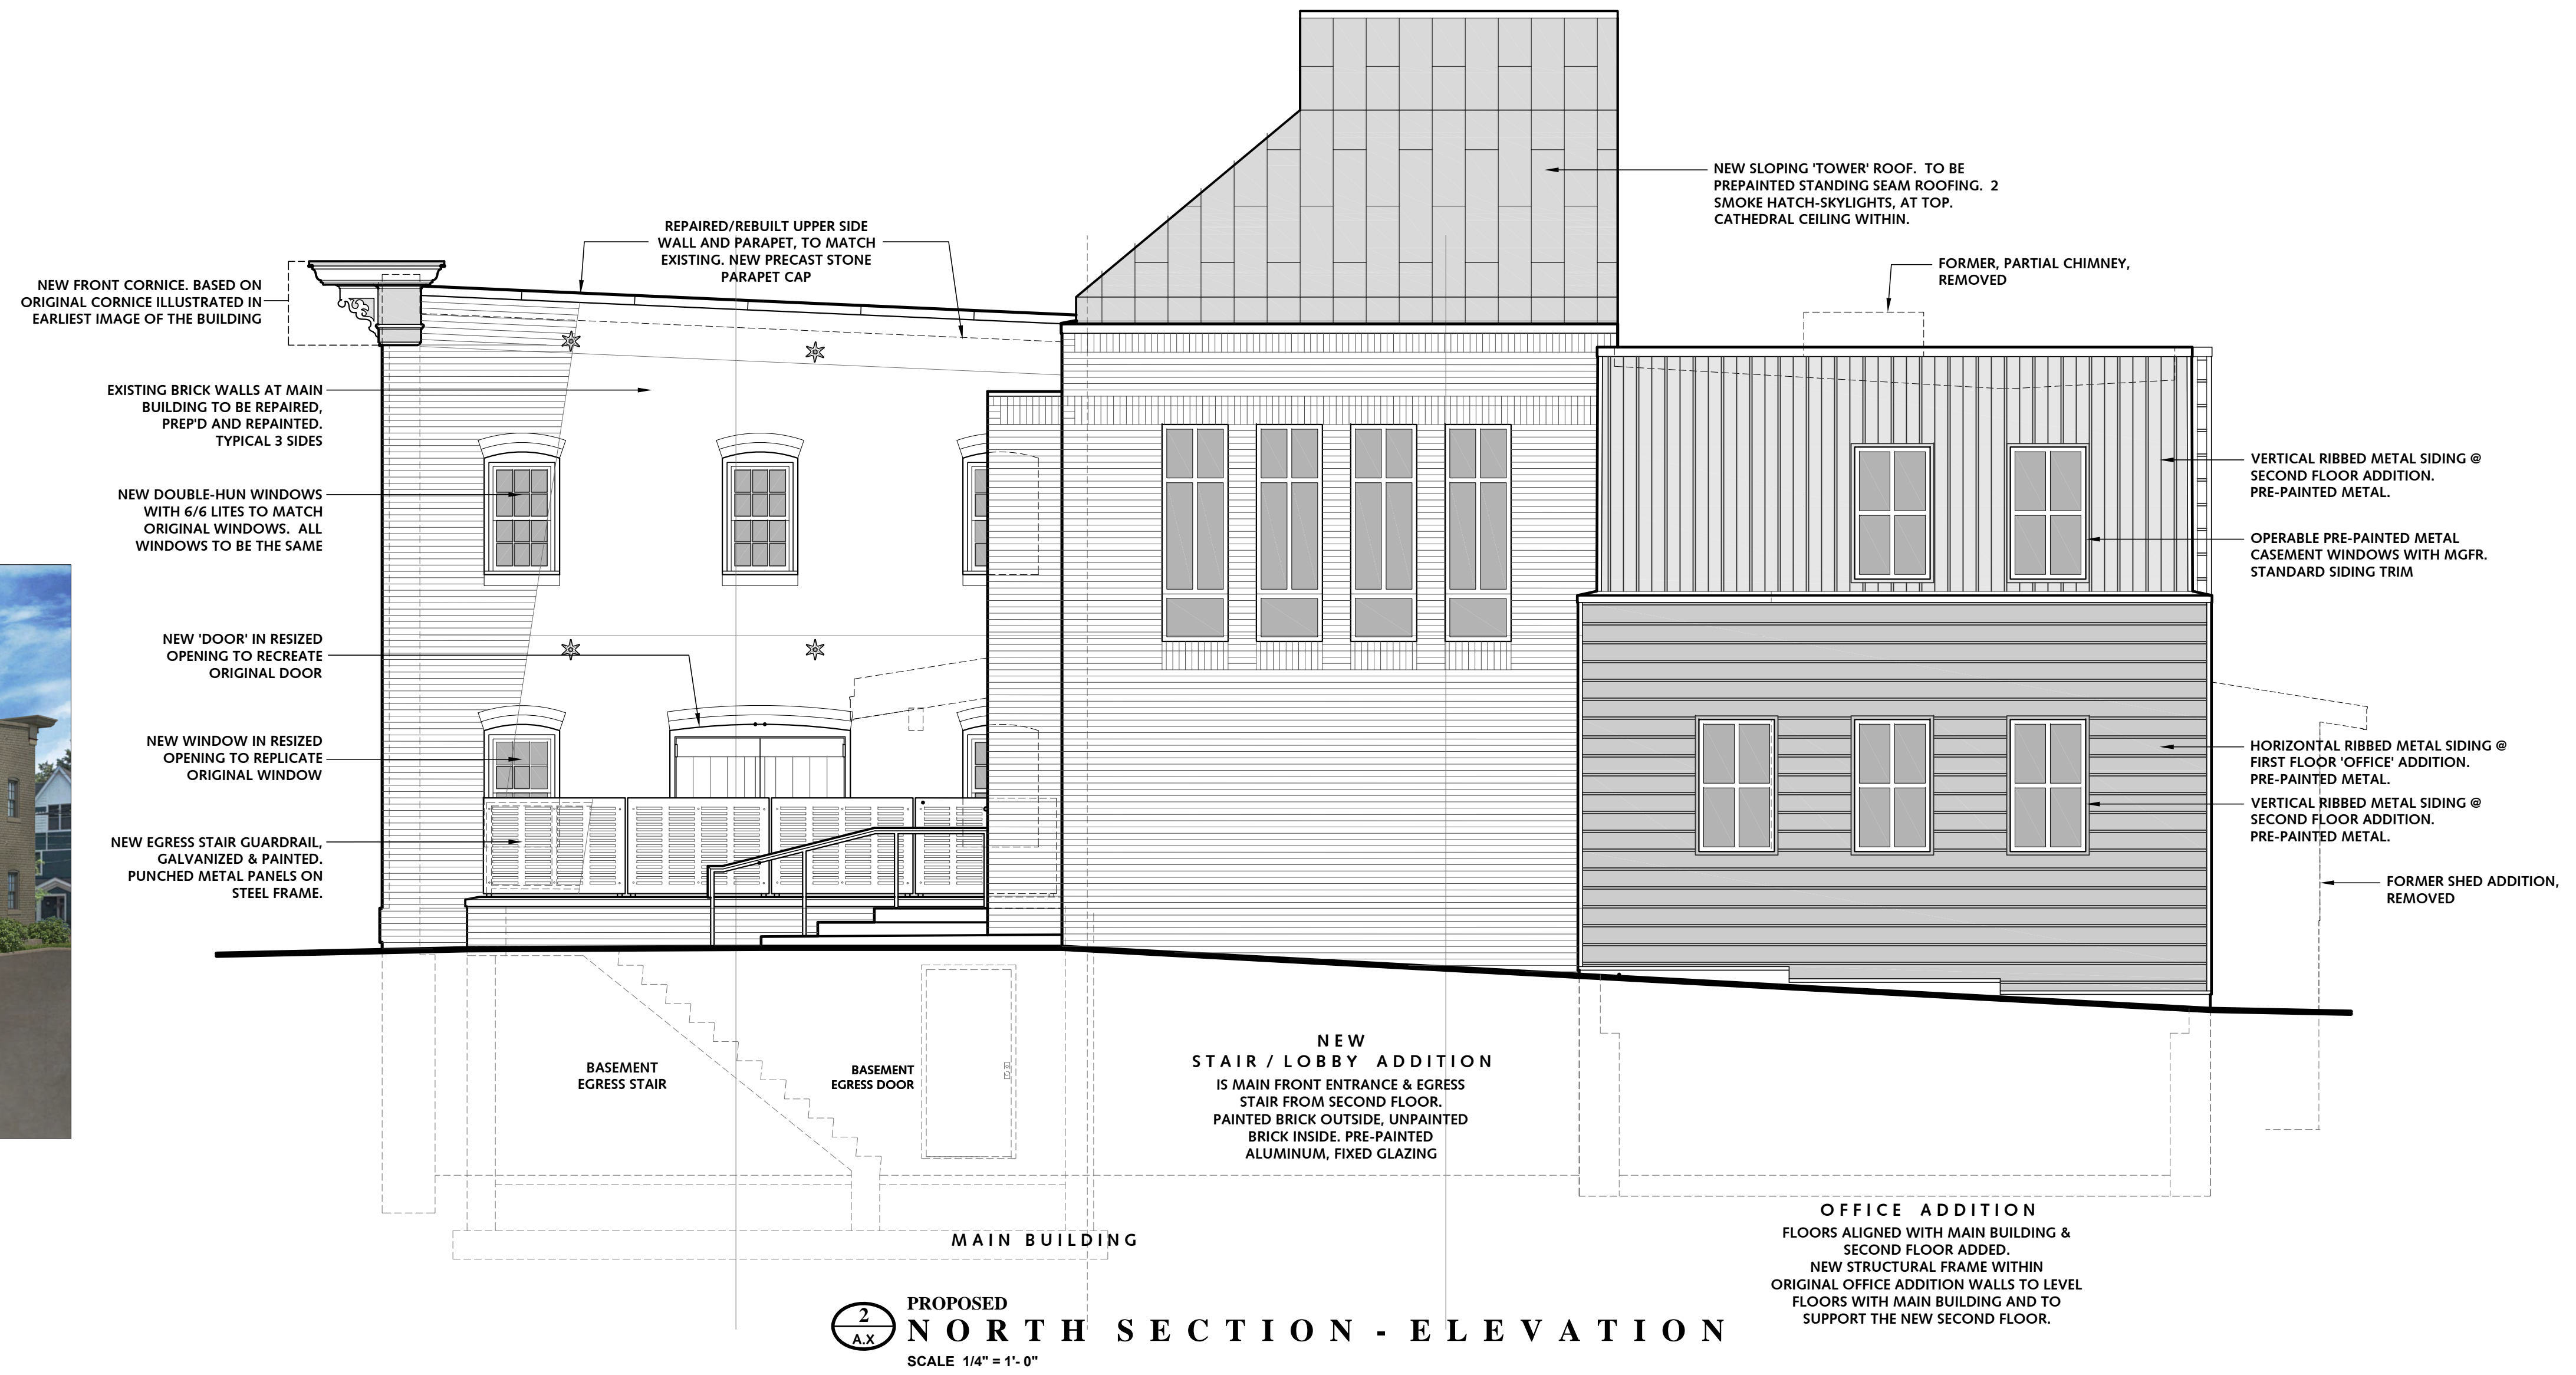 NEW SLOPING 'TOWER' ROOF. TO BE
PREPAINTED STANDING SEAM ROOFING. 2
SMOKE HATCH-SKYLIGHTS, AT TOP.
CATHEDRAL CEILING WITHIN.
REPAIRED/REBUILT UPPER SIDE
WALL AND PARAPET, TO MATCH
EXISTING. NEW PRECAST STONE
PARAPET CAP
FORMER, PARTIAL CHIMNEY,
REMOVED
NEW FRONT CORNICE. BASED ON
ORIGINAL CORNICE ILLUSTRATED IN
EARLIEST IMAGE OF THE BUILDING
EXISTING BRICK WALLS AT MAIN
BUILDING TO BE REPAIRED,
PREP'D AND REPAINTED.
TYPICAL 3 SIDES
NEW DOUBLE-HUN WINDOWS
WITH 6/6 LITES TO MATCH
ORIGINAL WINDOWS. ALL
WINDOWS TO BE THE SAME
NEW 'DOOR' IN RESIZED
OPENING TO RECREATE
ORIGINAL DOOR
NEW WINDOW IN RESIZED
OPENING TO REPLICATE
ORIGINAL WINDOW
NEW EGRESS STAIR GUARDRAIL,
GALVANIZED & PAINTED.
PUNCHED METAL PANELS ON
STEEL FRAME.
VERTICAL RIBBED METAL SIDING @
SECOND FLOOR ADDITION.
PRE-PAINTED METAL.
OPERABLE PRE-PAINTED METAL
CASEMENT WINDOWS WITH MGFR.
STANDARD SIDING TRIM
HORIZONTAL RIBBED METAL SIDING @
FIRST FLOOR 'OFFICE' ADDITION.
PRE-PAINTED METAL.
VERTICAL RIBBED METAL SIDING @
SECOND FLOOR ADDITION.
PRE-PAINTED METAL.
FORMER SHED ADDITION,
REMOVED
BASEMENT
EGRESS STAIR
BASEMENT
EGRESS DOOR
NEW
STAIR / LOBBY ADDITION
IS MAIN FRONT ENTRANCE & EGRESS
STAIR FROM SECOND FLOOR.
PAINTED BRICK OUTSIDE, UNPAINTED
BRICK INSIDE. PRE-PAINTED
ALUMINUM, FIXED GLAZING
MAIN BUILDING
OFFICE ADDITION
FLOORS ALIGNED WITH MAIN BUILDING &
SECOND FLOOR ADDED.
NEW STRUCTURAL FRAME WITHIN
ORIGINAL OFFICE ADDITION WALLS TO LEVEL
FLOORS WITH MAIN BUILDING AND TO
SUPPORT THE NEW SECOND FLOOR.
2
A.X
PROPOSED
NORTH SECTION - ELEVATION
SCALE 1/4" = 1'- 0"